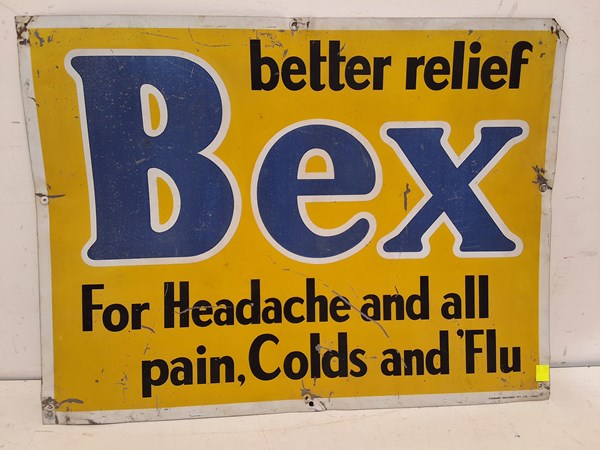 better relief
Bex
For Headache and all
pain, Colds and 'Flu